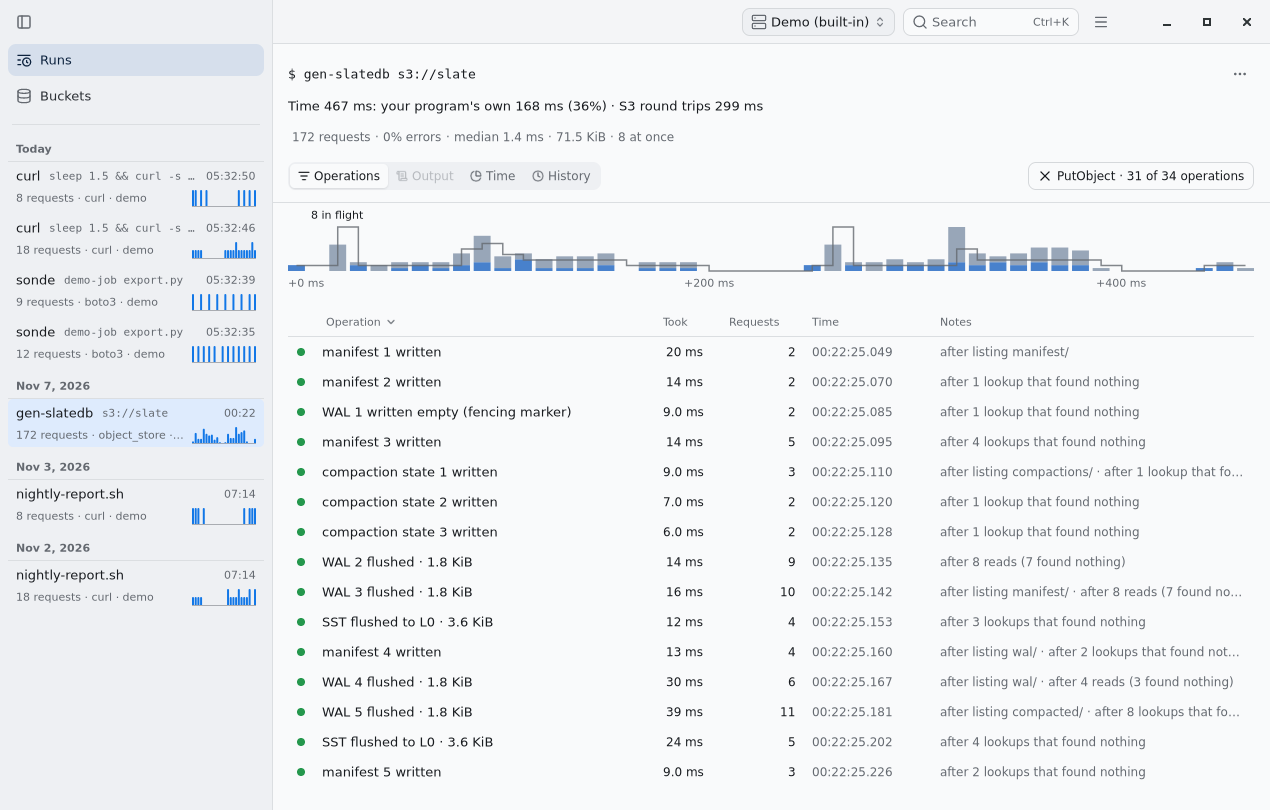 Demo (built-in)
Search
Ctrl+K
Runs
Buckets
Today
curl sleep 1.5 && curl -s … 05:32:50
8 requests · curl · demo
curl sleep 1.5 && curl -s … 05:32:46
18 requests · curl · demo
sonde demo-job export.py 05:32:39
9 requests · boto3 · demo
sonde demo-job export.py 05:32:35
12 requests · boto3 · demo
Nov 7, 2026
gen-slatedb s3://slate 00:22
172 requests · object_store ·…
Nov 3, 2026
nightly-report.sh 07:14
8 requests · curl · demo
Nov 2, 2026
nightly-report.sh 07:14
18 requests · curl · demo
$ gen-slatedb s3://slate
Time 467 ms: your program's own 168 ms (36%) · S3 round trips 299 ms
172 requests · 0% errors · median 1.4 ms · 71.5 KiB · 8 at once
Operations Output Time History
PutObject · 31 of 34 operations
8 in flight
+0 ms +200 ms +400 ms
Operation Took Requests Time Notes
manifest 1 written 20 ms 2 00:22:25.049 after listing manifest/
manifest 2 written 14 ms 2 00:22:25.070 after 1 lookup that found nothing
WAL 1 written empty (fencing marker) 9.0 ms 2 00:22:25.085 after 1 lookup that found nothing
manifest 3 written 14 ms 5 00:22:25.095 after 4 lookups that found nothing
compaction state 1 written 9.0 ms 3 00:22:25.110 after listing compactions/ · after 1 lookup that fo…
compaction state 2 written 7.0 ms 2 00:22:25.120 after 1 lookup that found nothing
compaction state 3 written 6.0 ms 2 00:22:25.128 after 1 lookup that found nothing
WAL 2 flushed · 1.8 KiB 14 ms 9 00:22:25.135 after 8 reads (7 found nothing)
WAL 3 flushed · 1.8 KiB 16 ms 10 00:22:25.142 after listing manifest/ · after 8 reads (7 found no…
SST flushed to L0 · 3.6 KiB 12 ms 4 00:22:25.153 after 3 lookups that found nothing
manifest 4 written 13 ms 4 00:22:25.160 after listing wal/ · after 2 lookups that found not…
WAL 4 flushed · 1.8 KiB 30 ms 6 00:22:25.167 after listing wal/ · after 4 reads (3 found nothing)
WAL 5 flushed · 1.8 KiB 39 ms 11 00:22:25.181 after listing compacted/ · after 8 lookups that fo…
SST flushed to L0 · 3.6 KiB 24 ms 5 00:22:25.202 after 4 lookups that found nothing
manifest 5 written 9.0 ms 3 00:22:25.226 after 2 lookups that found nothing